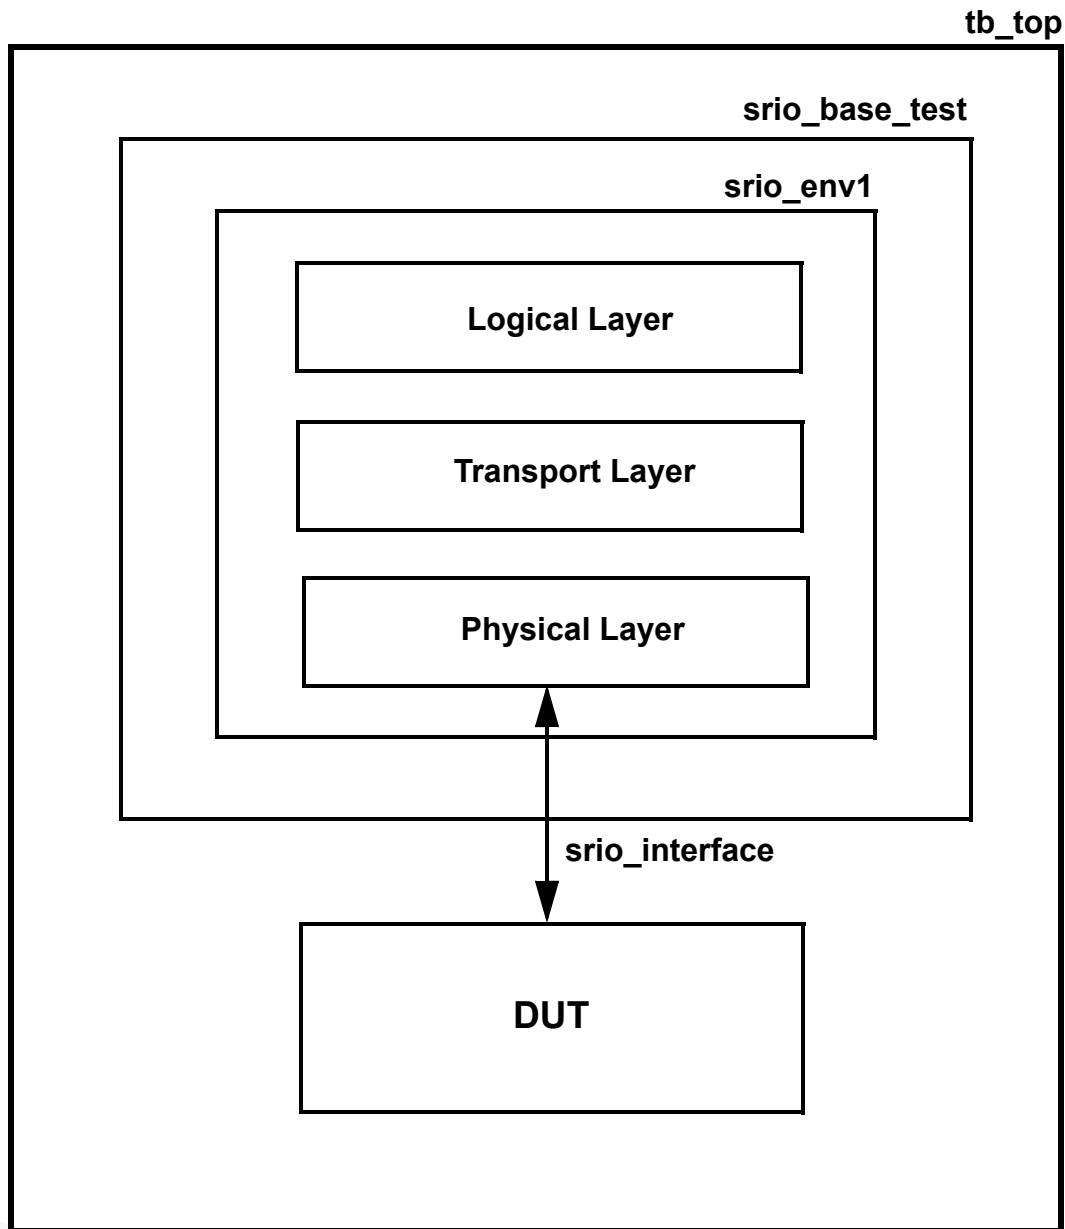 tb_top
srio_base_test
srio_env1
Logical Layer
Transport Layer
Physical Layer
srio_interface
DUT